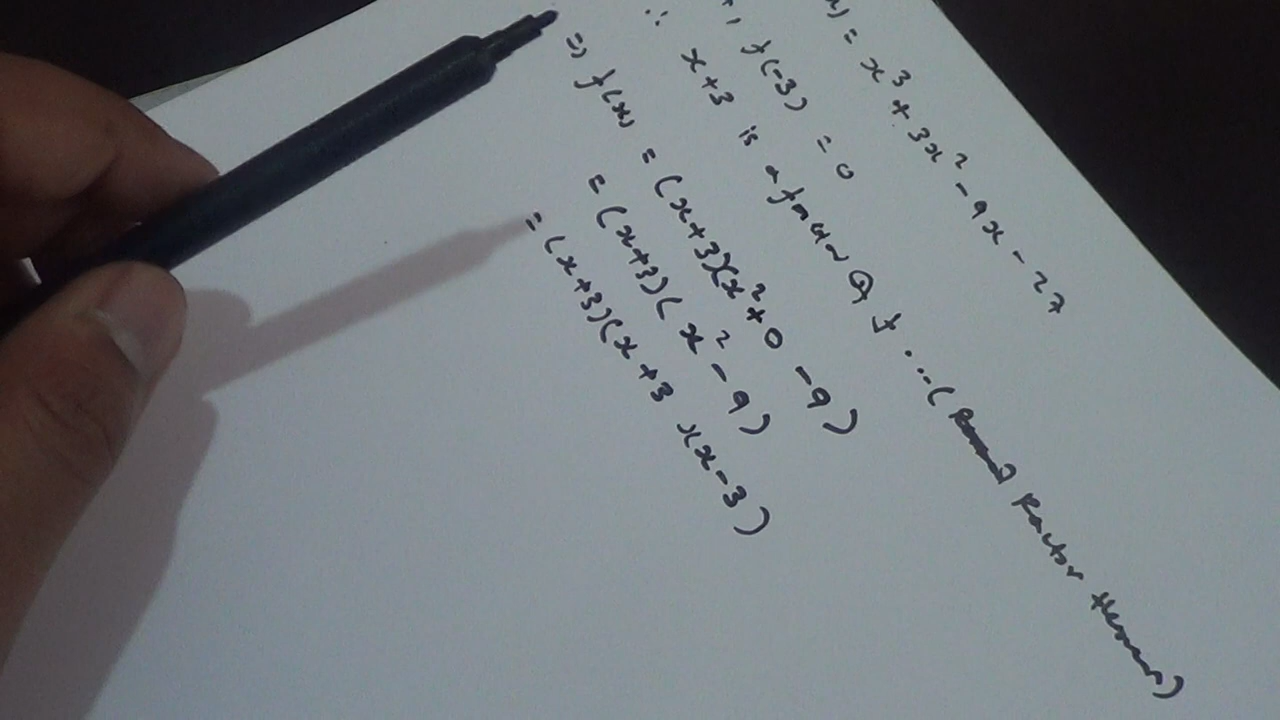 ) = x³ + 3x² - 9x - 27
f(-3) = 0
∴ x+3 is a factor of f ...( Factor theorem)
=> f(x) = (x+3)(x² + 0 - 9)
= (x+3)(x² - 9)
= (x+3)(x+3)(x-3)